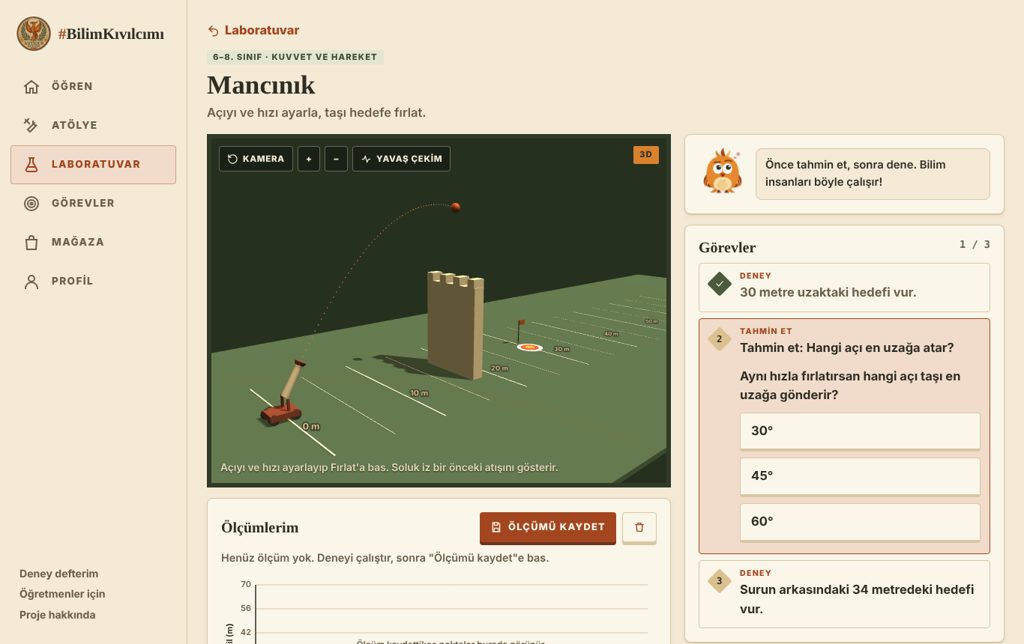 #BilimKıvılcımı
ÖĞREN
ATÖLYE
LABORATUVAR
GÖREVLER
MAĞAZA
PROFİL
Deney defterim
Öğretmenler için
Proje hakkında
Laboratuvar
6–8. SINIF · KUVVET VE HAREKET
Mancınık
Açıyı ve hızı ayarla, taşı hedefe fırlat.
KAMERA
+
−
YAVAŞ ÇEKİM
3D
0 m
10 m
20 m
30 m
40 m
50 m
Açıyı ve hızı ayarlayıp Fırlat'a bas. Soluk iz bir önceki atışını gösterir.
Ölçümlerim
ÖLÇÜMÜ KAYDET
Henüz ölçüm yok. Deneyi çalıştır, sonra "Ölçümü kaydet"e bas.
70
56
42
Önce tahmin et, sonra dene. Bilim
insanları böyle çalışır!
Görevler
1 / 3
DENEY
30 metre uzaktaki hedefi vur.
2
TAHMİN ET
Tahmin et: Hangi açı en uzağa atar?
Aynı hızla fırlatırsan hangi açı taşı en
uzağa gönderir?
30°
45°
60°
3
DENEY
Surun arkasındaki 34 metredeki hedefi
vur.